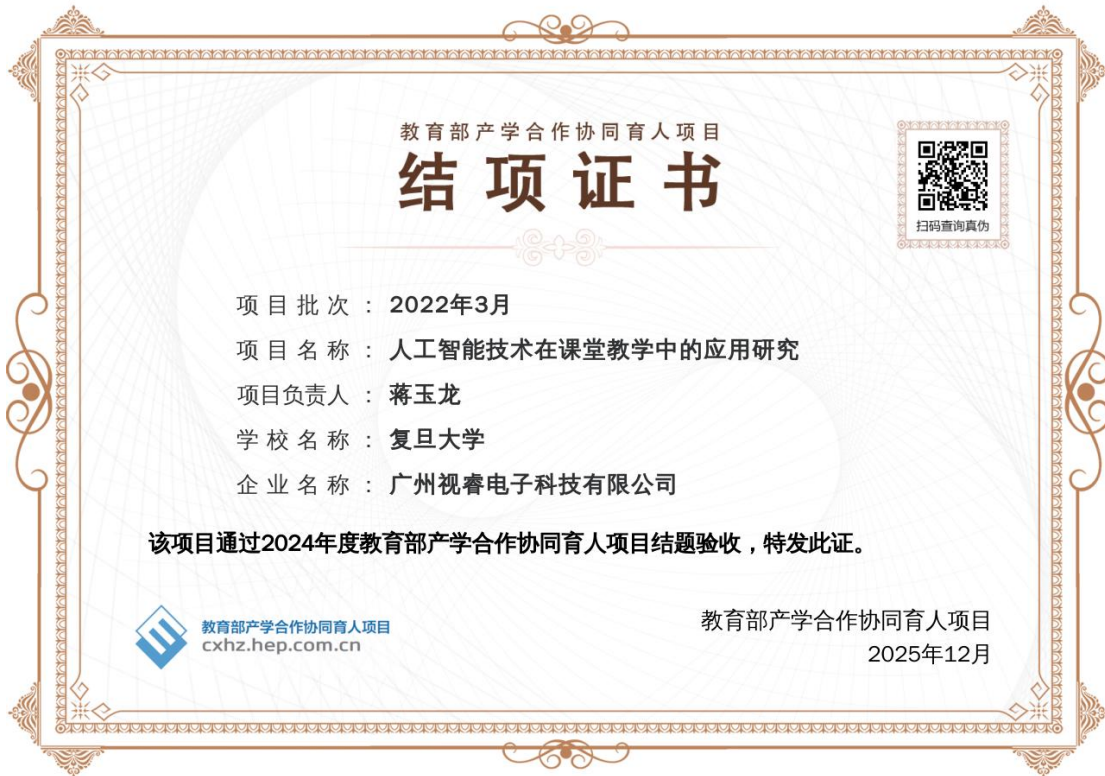 教育部产学合作协同育人项目
结项证书
扫码查询真伪
项目批次：2022年3月
项目名称：人工智能技术在课堂教学中的应用研究
项目负责人：蒋玉龙
学校名称：复旦大学
企业名称：广州视睿电子科技有限公司
该项目通过2024年度教育部产学合作协同育人项目结题验收，特发此证。
教育部产学合作协同育人项目
cxhz.hep.com.cn
教育部产学合作协同育人项目
2025年12月